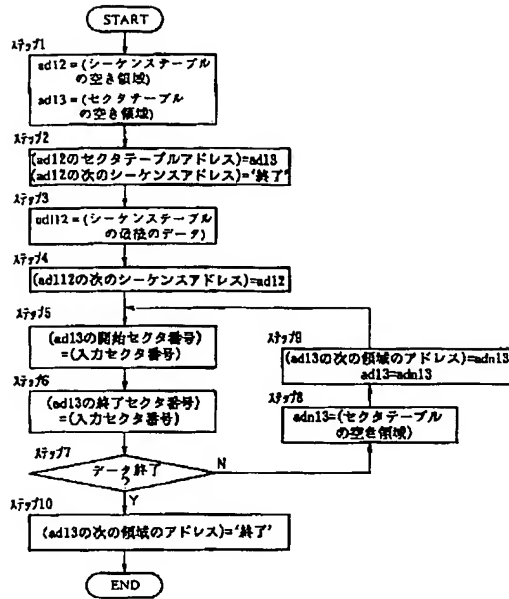 START
ステップ1
ad12=(シーケンステーブル
の空き領域)
ad13=(セクタテーブル
の空き領域)
ステップ2
(ad12のセクタテーブルアドレス)=ad13
(ad12の次のシーケンスアドレス)='終了'
ステップ3
adl12=(シーケンステーブル
の最後のデータ)
ステップ4
(adl12の次のシーケンスアドレス)=ad12
ステップ5
(ad13の開始セクタ番号)
=(入力セクタ番号)
ステップ6
(ad13の終了セクタ番号)
=(入力セクタ番号)
ステップ7
データ終了
?
N
Y
ステップ8
adn13=(セクタテーブル
の空き領域)
ステップ9
(ad13の次の領域のアドレス)=adn13
ad13=adn13
ステップ10
(ad13の次の領域のアドレス)='終了'
END